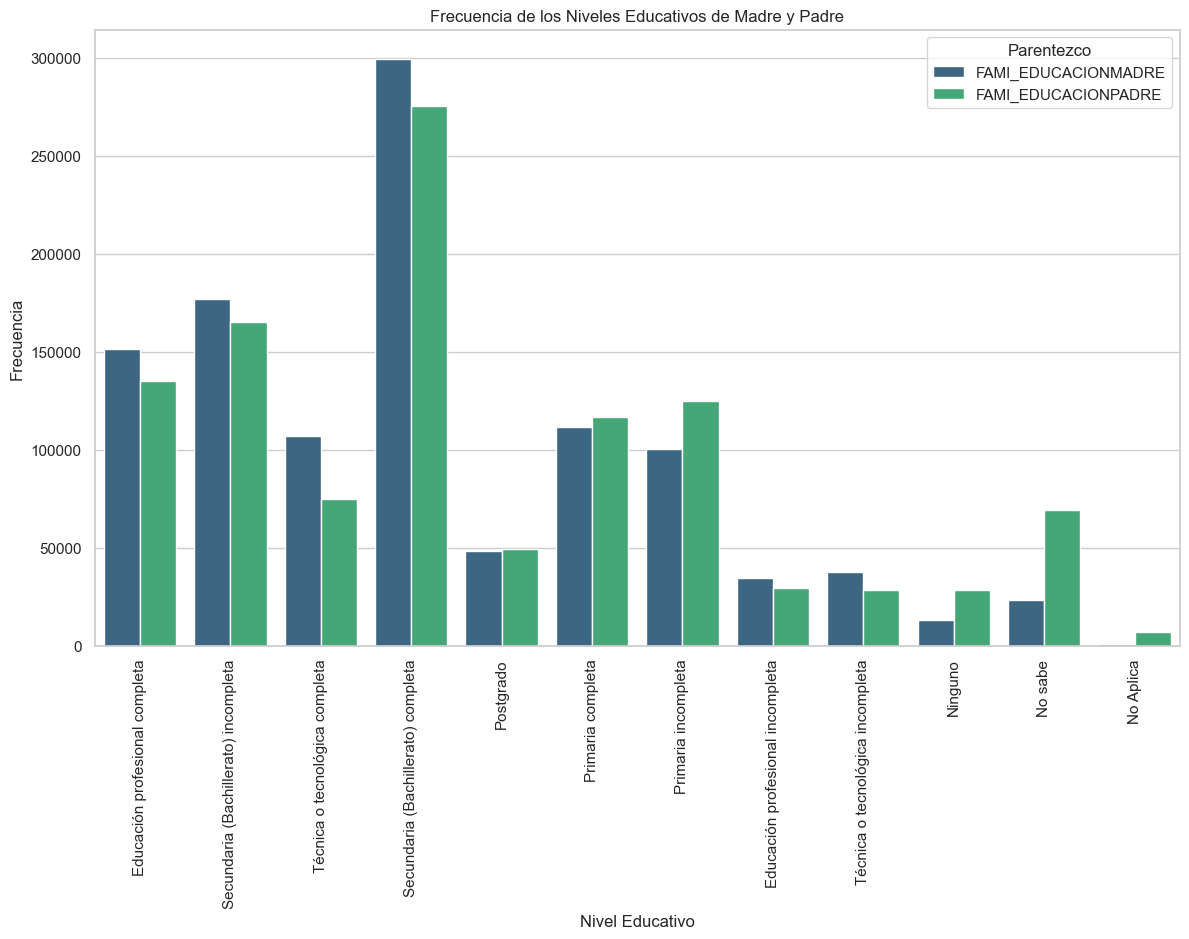 Frecuencia de los Niveles Educativos de Madre y Padre
Parentezco
FAMI_EDUCACIONMADRE
FAMI_EDUCACIONPADRE
Frecuencia
300000
250000
200000
150000
100000
50000
0
Educación profesional completa
Secundaria (Bachillerato) incompleta
Técnica o tecnológica completa
Secundaria (Bachillerato) completa
Postgrado
Primaria completa
Primaria incompleta
Educación profesional incompleta
Técnica o tecnológica incompleta
Ninguno
No sabe
No Aplica
Nivel Educativo